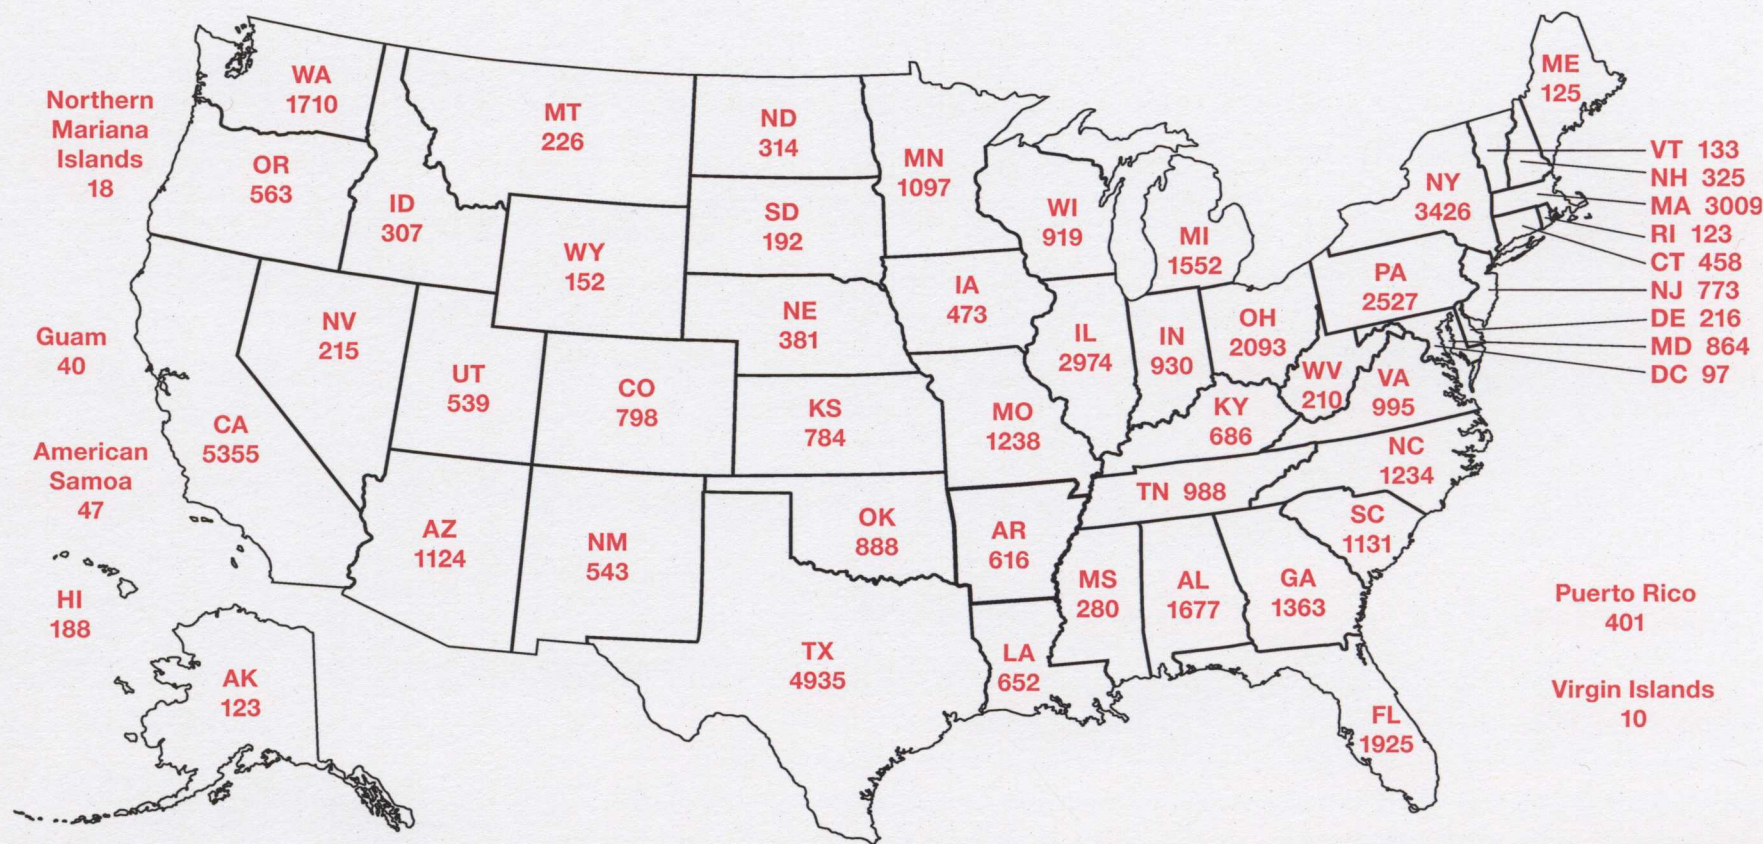 Northern
Mariana
Islands
18
Guam
40
American
Samoa
47
HI
188
AK
123
WA
1710
OR
563
ID
307
MT
226
WY
152
NV
215
CA
5355
UT
539
CO
798
AZ
1124
NM
543
ND
314
SD
192
NE
381
KS
784
OK
888
TX
4935
MN
1097
IA
473
MO
1238
AR
616
LA
652
WI
919
IL
2974
MI
1552
IN
930
OH
2093
KY
686
TN 988
MS
280
AL
1677
GA
1363
FL
1925
SC
1131
NC
1234
VA
995
WV
210
PA
2527
NY
3426
ME
125
VT 133
NH 325
MA 3009
RI 123
CT 458
NJ 773
DE 216
MD 864
DC 97
Puerto Rico
401
Virgin Islands
10